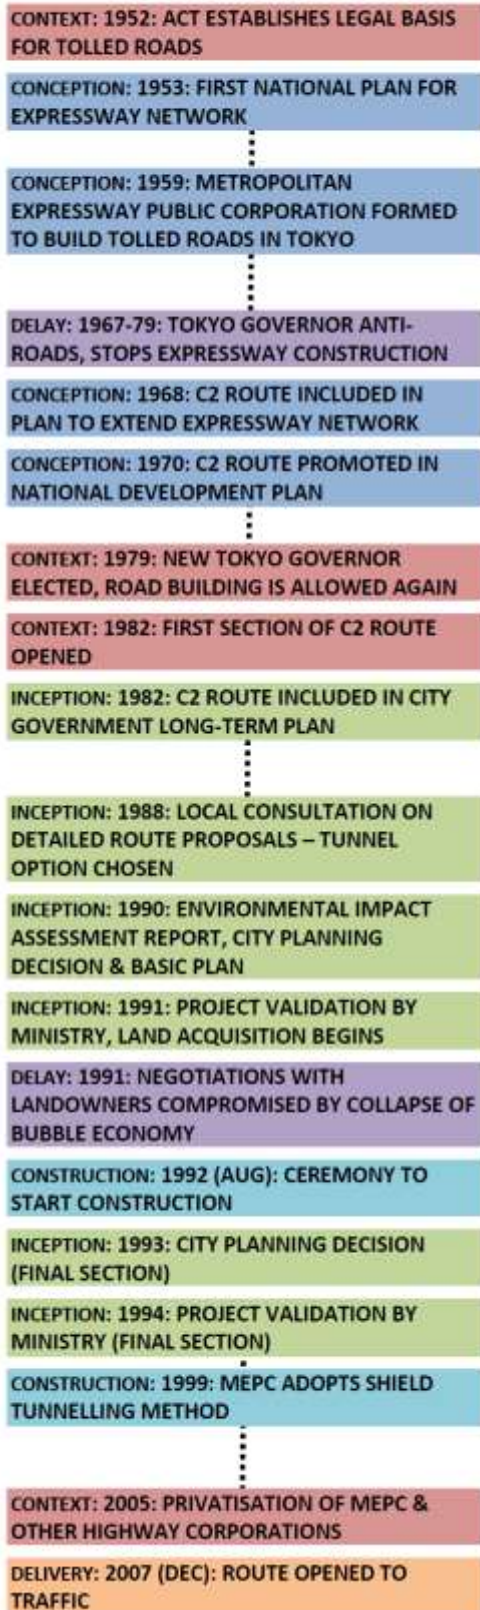 CONTEXT: 1952: ACT ESTABLISHES LEGAL BASIS
FOR TOLLED ROADS
CONCEPTION: 1953: FIRST NATIONAL PLAN FOR
EXPRESSWAY NETWORK
CONCEPTION: 1959: METROPOLITAN
EXPRESSWAY PUBLIC CORPORATION FORMED
TO BUILD TOLLED ROADS IN TOKYO
DELAY: 1967-79: TOKYO GOVERNOR ANTI-
ROADS, STOPS EXPRESSWAY CONSTRUCTION
CONCEPTION: 1968: C2 ROUTE INCLUDED IN
PLAN TO EXTEND EXPRESSWAY NETWORK
CONCEPTION: 1970: C2 ROUTE PROMOTED IN
NATIONAL DEVELOPMENT PLAN
CONTEXT: 1979: NEW TOKYO GOVERNOR
ELECTED, ROAD BUILDING IS ALLOWED AGAIN
CONTEXT: 1982: FIRST SECTION OF C2 ROUTE
OPENED
INCEPTION: 1982: C2 ROUTE INCLUDED IN CITY
GOVERNMENT LONG-TERM PLAN
INCEPTION: 1988: LOCAL CONSULTATION ON
DETAILED ROUTE PROPOSALS – TUNNEL
OPTION CHOSEN
INCEPTION: 1990: ENVIRONMENTAL IMPACT
ASSESSMENT REPORT, CITY PLANNING
DECISION & BASIC PLAN
INCEPTION: 1991: PROJECT VALIDATION BY
MINISTRY, LAND ACQUISITION BEGINS
DELAY: 1991: NEGOTIATIONS WITH
LANDOWNERS COMPROMISED BY COLLAPSE OF
BUBBLE ECONOMY
CONSTRUCTION: 1992 (AUG): CEREMONY TO
START CONSTRUCTION
INCEPTION: 1993: CITY PLANNING DECISION
(FINAL SECTION)
INCEPTION: 1994: PROJECT VALIDATION BY
MINISTRY (FINAL SECTION)
CONSTRUCTION: 1999: MEPC ADOPTS SHIELD
TUNNELLING METHOD
CONTEXT: 2005: PRIVATISATION OF MEPC &
OTHER HIGHWAY CORPORATIONS
DELIVERY: 2007 (DEC): ROUTE OPENED TO
TRAFFIC